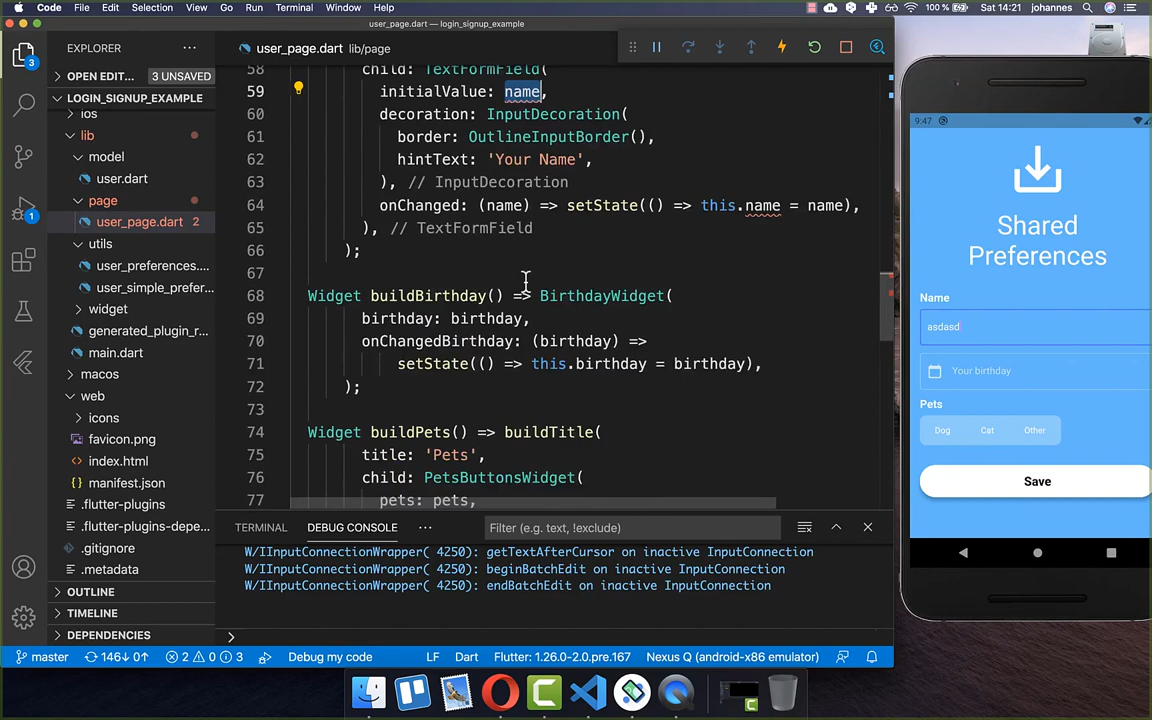 Code File Edit Selection View Go Run Terminal Window Help 100 % Sat 14:21 johannes
user_page.dart — login_signup_example
EXPLORER
OPEN EDIT... 3 UNSAVED
LOGIN_SIGNUP_EXAMPLE
ios
lib
model
user.dart
page
user_page.dart 2
utils
user_preferences....
user_simple_prefer...
widget
generated_plugin_r...
main.dart
macos
web
icons
favicon.png
index.html
manifest.json
.flutter-plugins
.flutter-plugins-depe...
.gitignore
.metadata
OUTLINE
TIMELINE
DEPENDENCIES
3
1
user_page.dart lib/page
58 child: TextFormField(
59 initialValue: name,
60 decoration: InputDecoration(
61 border: OutlineInputBorder(),
62 hintText: 'Your Name',
63 ), // InputDecoration
64 onChanged: (name) => setState(() => this.name = name),
65 ), // TextFormField
66 );
67
68 Widget buildBirthday() => BirthdayWidget(
69 birthday: birthday,
70 onChangedBirthday: (birthday) =>
71 setState(() => this.birthday = birthday),
72 );
73
74 Widget buildPets() => buildTitle(
75 title: 'Pets',
76 child: PetsButtonsWidget(
77 pets: pets,
TERMINAL DEBUG CONSOLE ··· Filter (e.g. text, !exclude)
W/IInputConnectionWrapper( 4250): getTextAfterCursor on inactive InputConnection
W/IInputConnectionWrapper( 4250): beginBatchEdit on inactive InputConnection
W/IInputConnectionWrapper( 4250): endBatchEdit on inactive InputConnection
master 146↓ 0↑ 2 0 3 Debug my code LF Dart Flutter: 1.26.0-2.0.pre.167 Nexus Q (android-x86 emulator)
9:47
Shared
Preferences
Name
asdasd
Your birthday
Pets
Dog Cat Other
Save